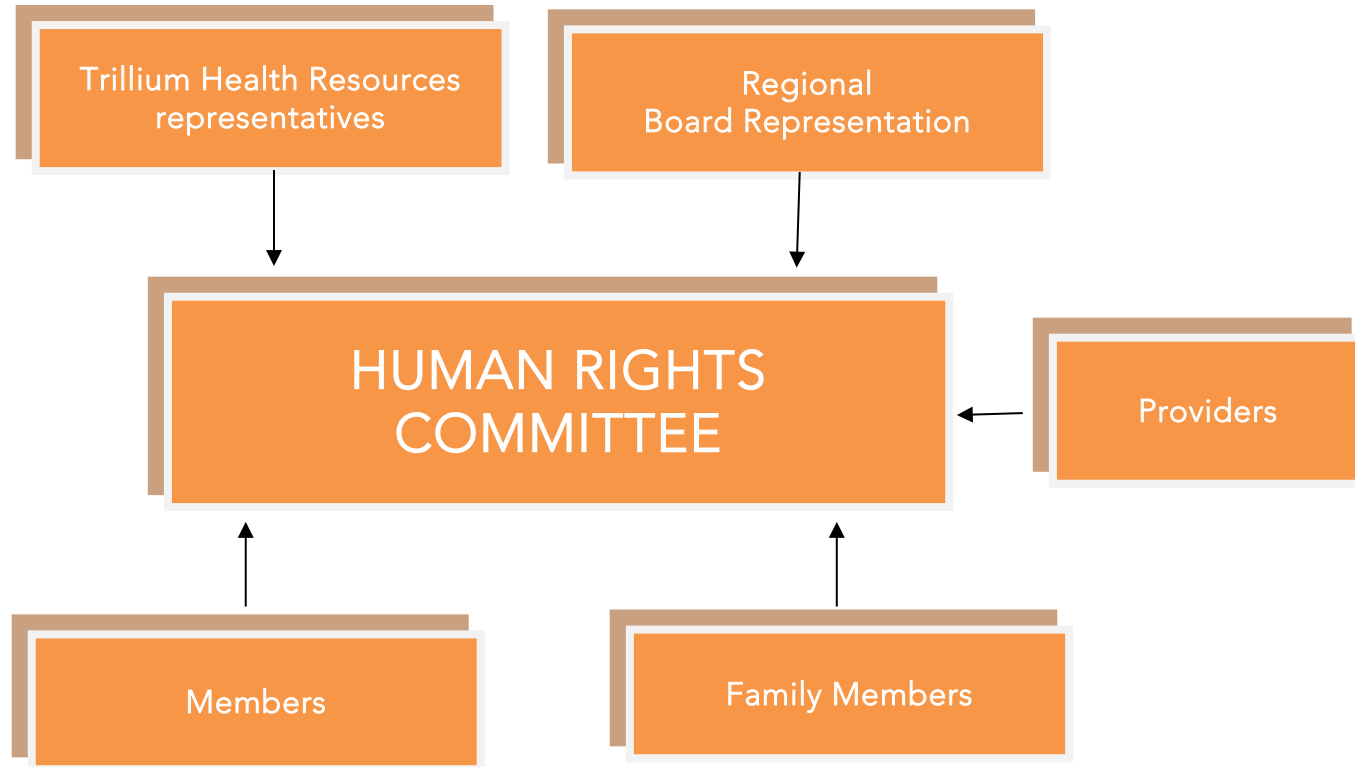 Trillium Health Resources
representatives
Regional
Board Representation
HUMAN RIGHTS
COMMITTEE
Providers
Members
Family Members